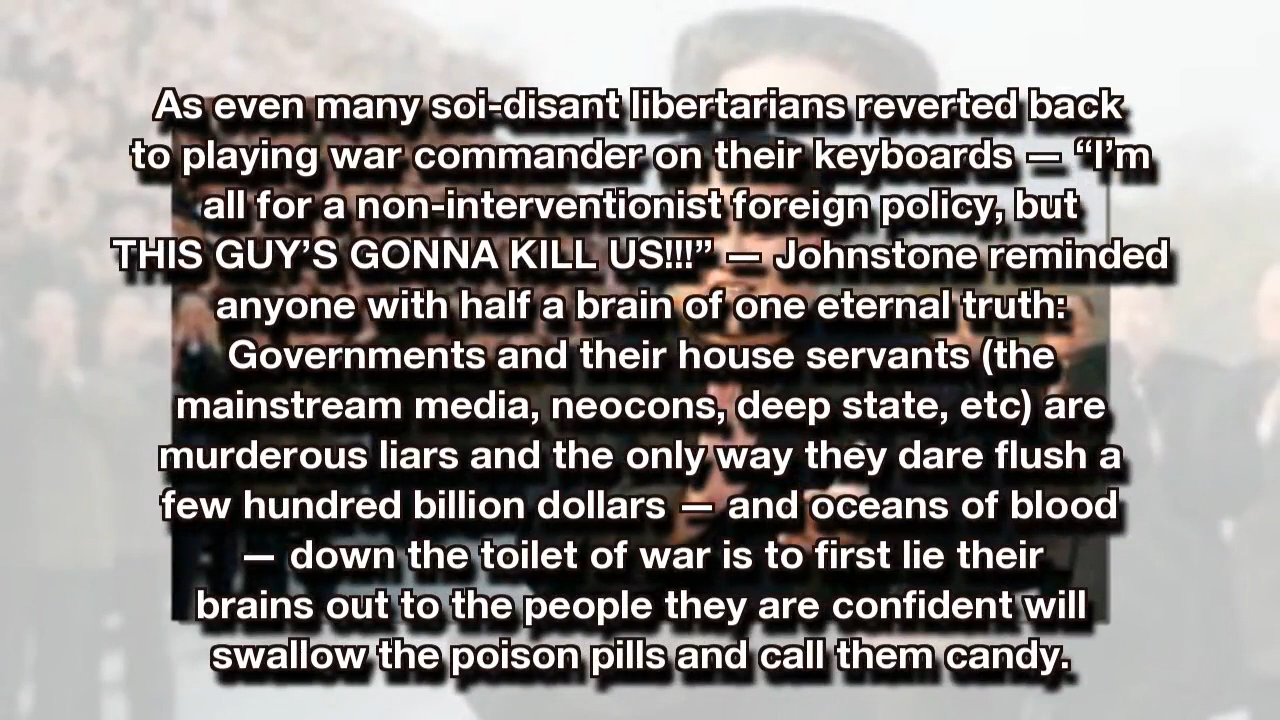 As even many soi-disant libertarians reverted back
to playing war commander on their keyboards — “I’m
all for a non-interventionist foreign policy, but
THIS GUY’S GONNA KILL US!!!” — Johnstone reminded
anyone with half a brain of one eternal truth:
Governments and their house servants (the
mainstream media, neocons, deep state, etc) are
murderous liars and the only way they dare flush a
few hundred billion dollars — and oceans of blood
— down the toilet of war is to first lie their
brains out to the people they are confident will
swallow the poison pills and call them candy.